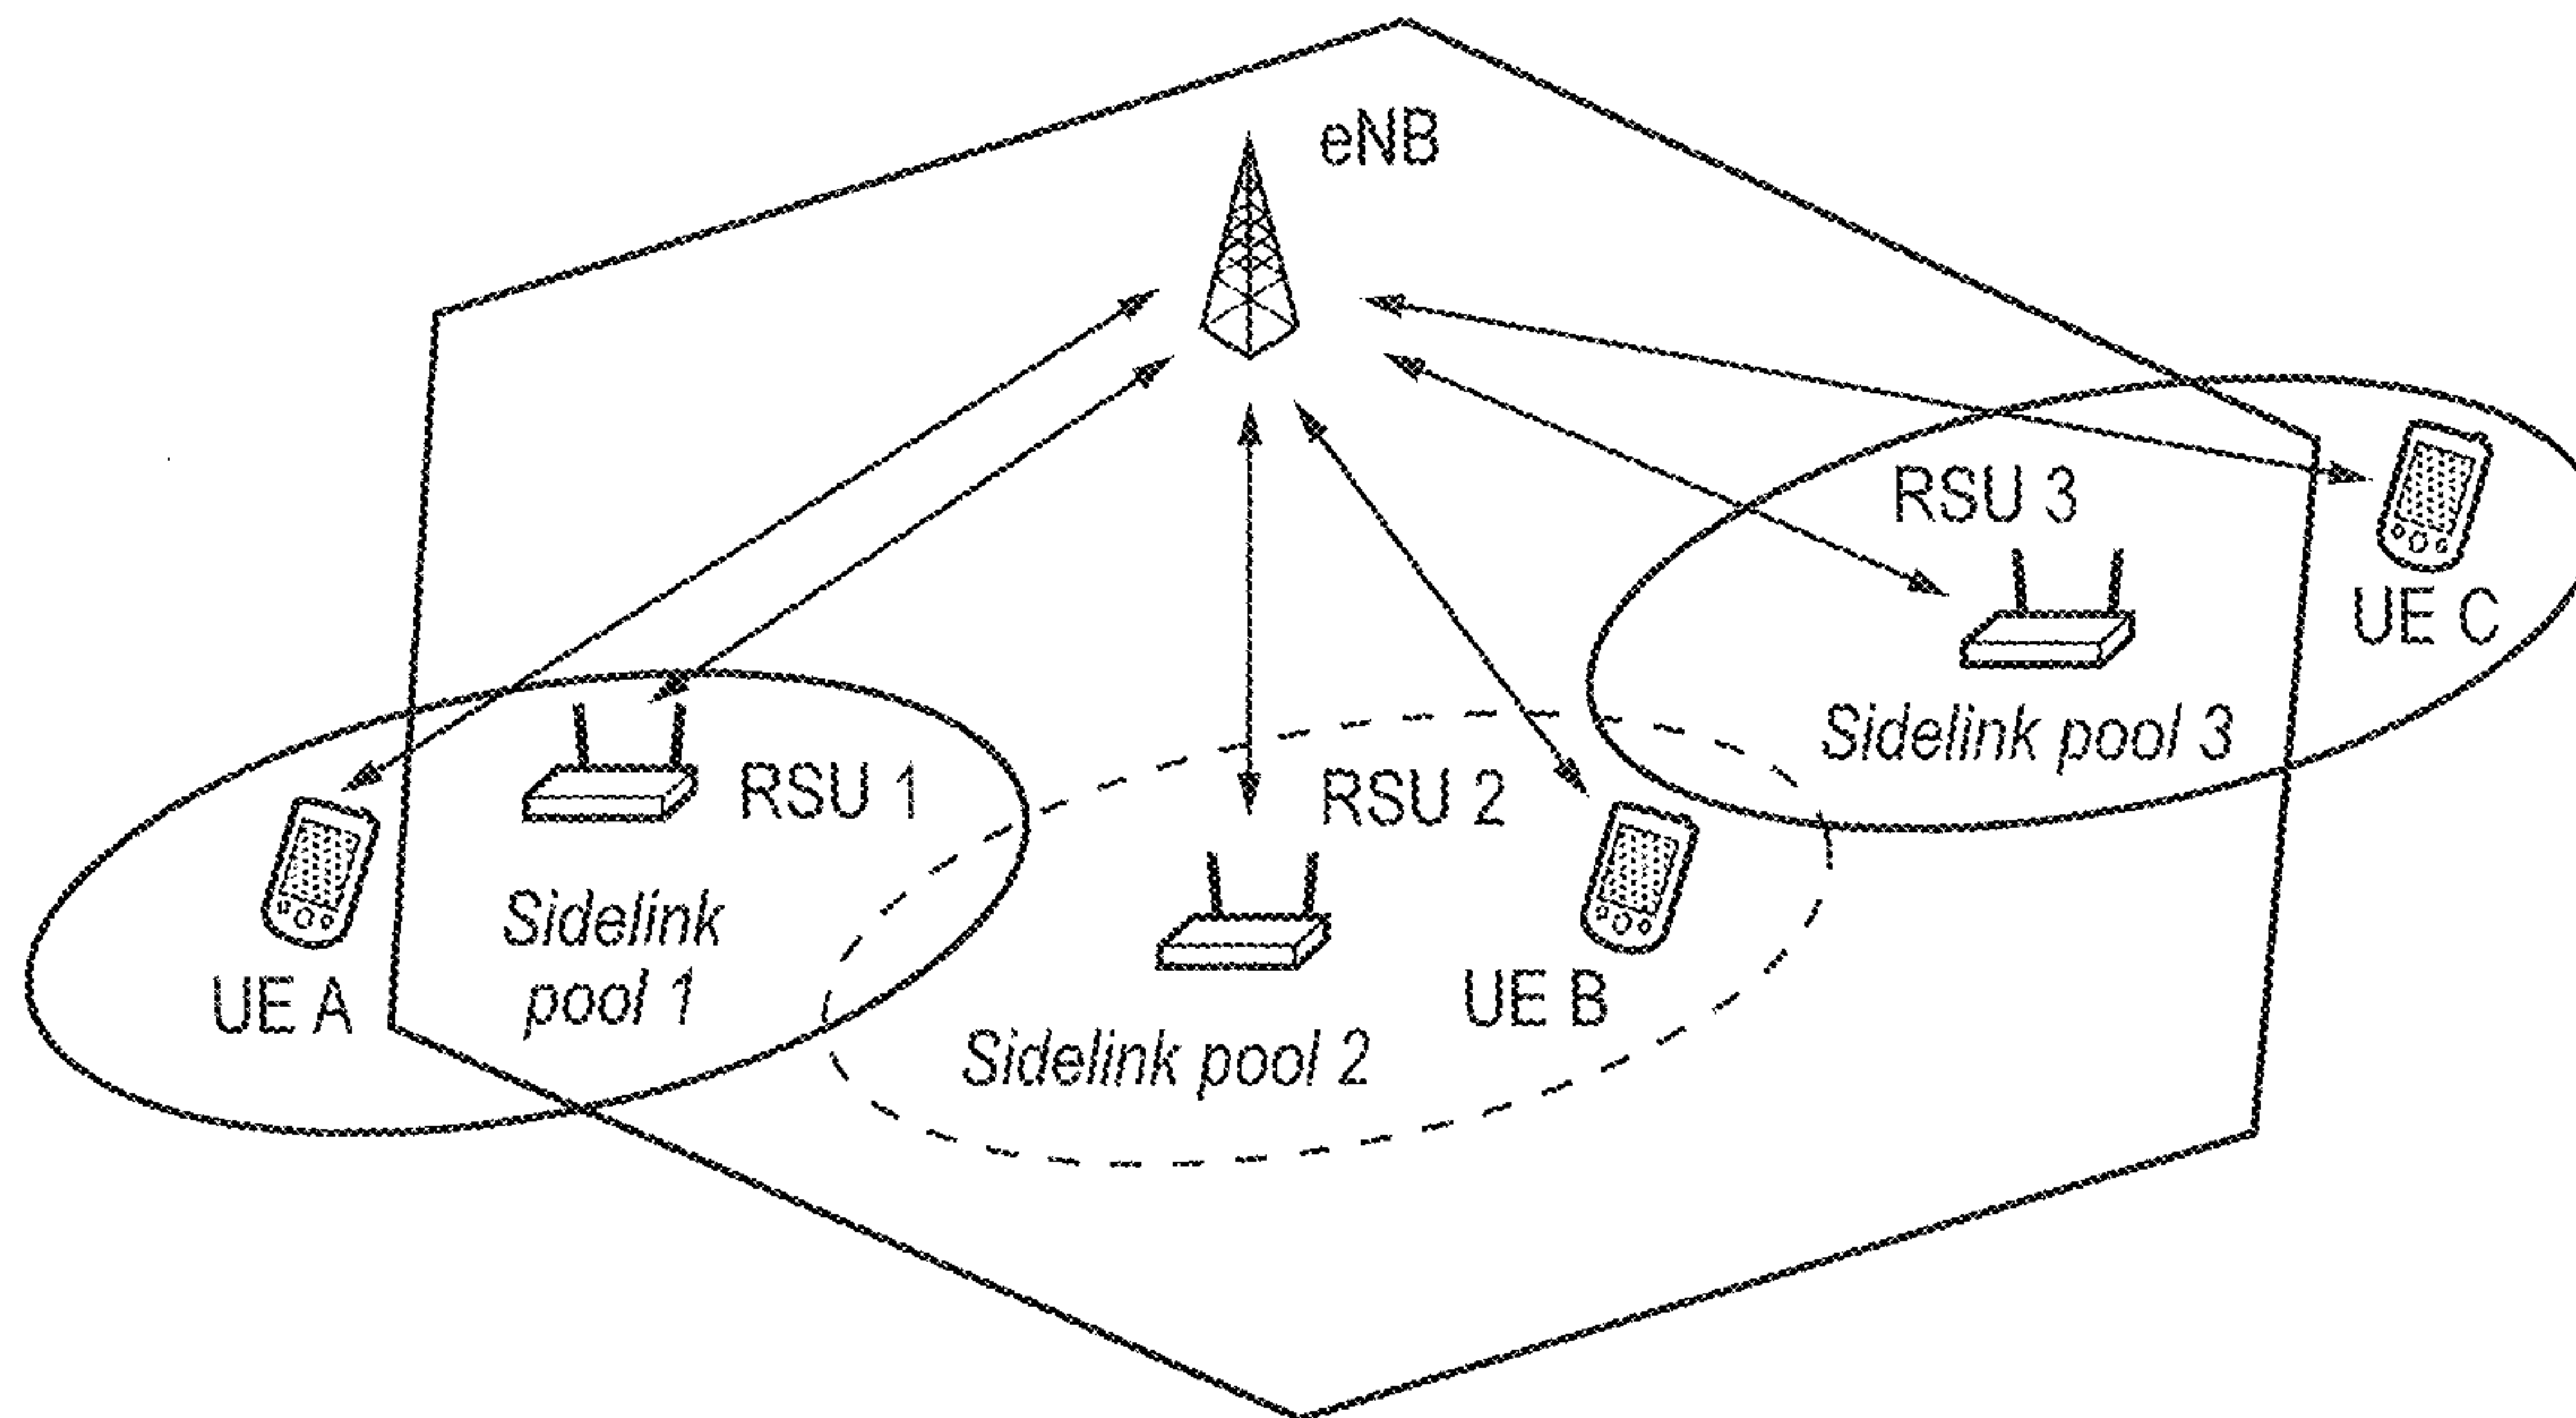 eNB
RSU 3
UE C
Sidelink pool 3
RSU 1
RSU 2
Sidelink
pool 1
UE A
UE B
Sidelink pool 2